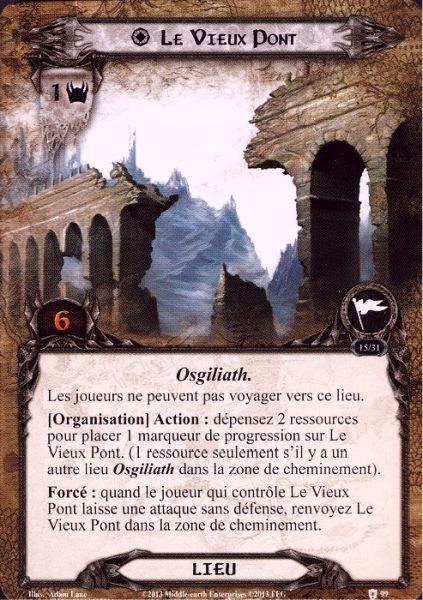 Le Vieux Pont
1
6
15/31
Osgiliath.
Les joueurs ne peuvent pas voyager vers ce lieu.
[Organisation] Action : dépensez 2 ressources
pour placer 1 marqueur de progression sur Le
Vieux Pont. (1 ressource seulement s'il y a un
autre lieu Osgiliath dans la zone de cheminement).
Forcé : quand le joueur qui contrôle Le Vieux
Pont laisse une attaque sans défense, renvoyez Le
Vieux Pont dans la zone de cheminement.
LIEU
Illus. Adam Lane ©2013 Middle-earth Enterprises ©2013 FFG 99